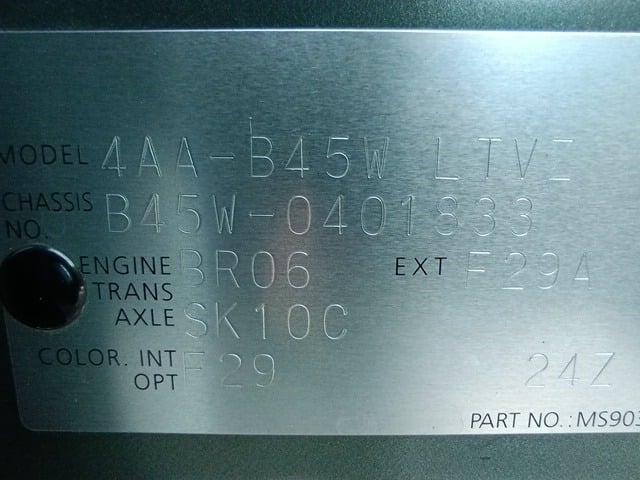 MODEL 4AA-B45W LTVZ
CHASSIS NO. B45W-0401833
ENGINE BR06 EXT F29A
TRANS AXLE SK10C
COLOR. INT F29
OPT 24Z
PART NO.: MS903